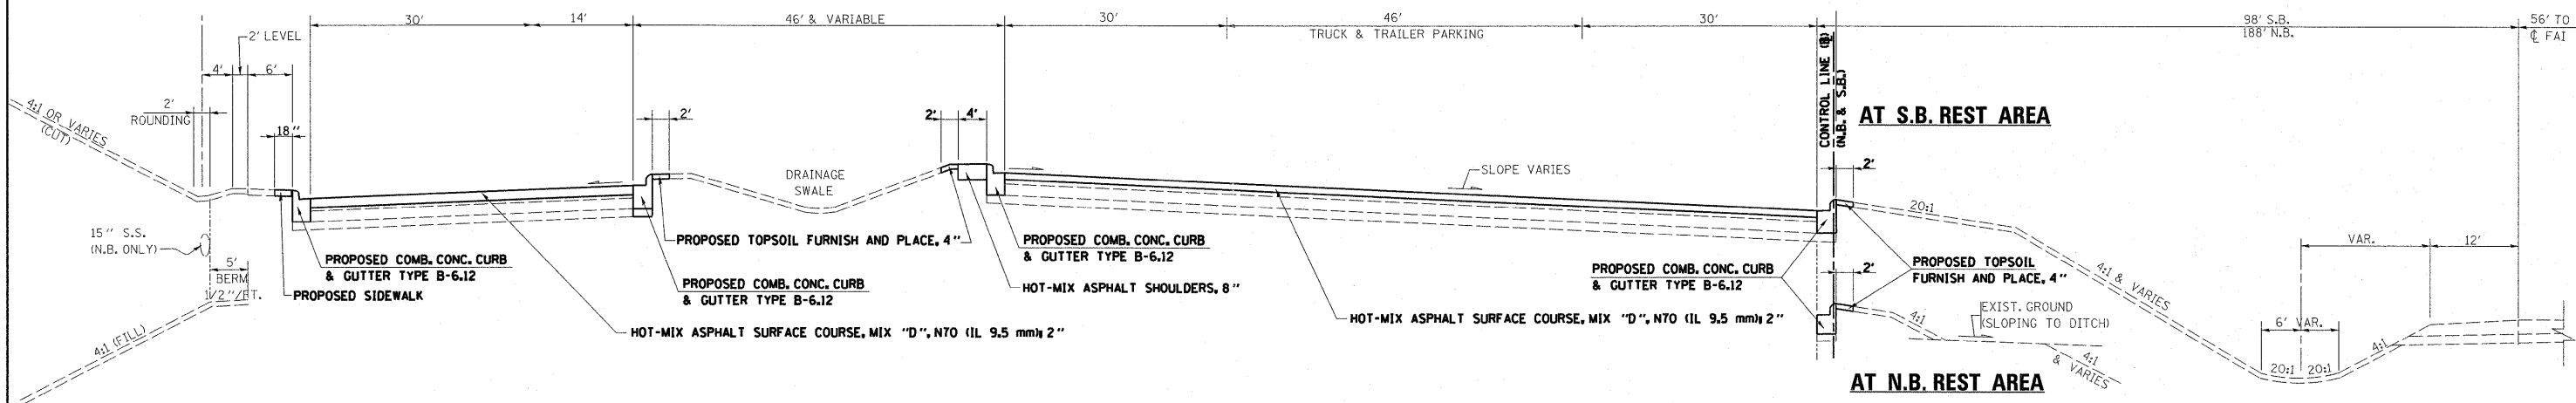 30'
14'
46' & VARIABLE
30'
46'
TRUCK & TRAILER PARKING
30'
98' S.B.
188' N.B.
56' TO
℄ FAI
2' LEVEL
4'
6'
2'
ROUNDING
4:1 OR VARIES
(CUT)
18"
2'
2'
4'
DRAINAGE
SWALE
SLOPE VARIES
CONTROL LINE (B)
(N.B. & S.B.)
AT S.B. REST AREA
2'
20:1
15" S.S.
(N.B. ONLY)
5'
BERM
1/2"/FT.
4:1 (FILL)
PROPOSED COMB. CONC. CURB
& GUTTER TYPE B-6.12
PROPOSED SIDEWALK
PROPOSED TOPSOIL FURNISH AND PLACE, 4"
PROPOSED COMB. CONC. CURB
& GUTTER TYPE B-6.12
PROPOSED COMB. CONC. CURB
& GUTTER TYPE B-6.12
HOT-MIX ASPHALT SHOULDERS, 8"
HOT-MIX ASPHALT SURFACE COURSE, MIX "D", N70 (IL 9.5 mm); 2"
HOT-MIX ASPHALT SURFACE COURSE, MIX "D", N70 (IL 9.5 mm); 2"
PROPOSED COMB. CONC. CURB
& GUTTER TYPE B-6.12
2'
PROPOSED TOPSOIL
FURNISH AND PLACE, 4"
4:1 & VARIES
VAR.
12'
4:1
EXIST. GROUND
(SLOPING TO DITCH)
4:1
& VARIES
6'
VAR.
20:1
20:1
4:1
AT N.B. REST AREA